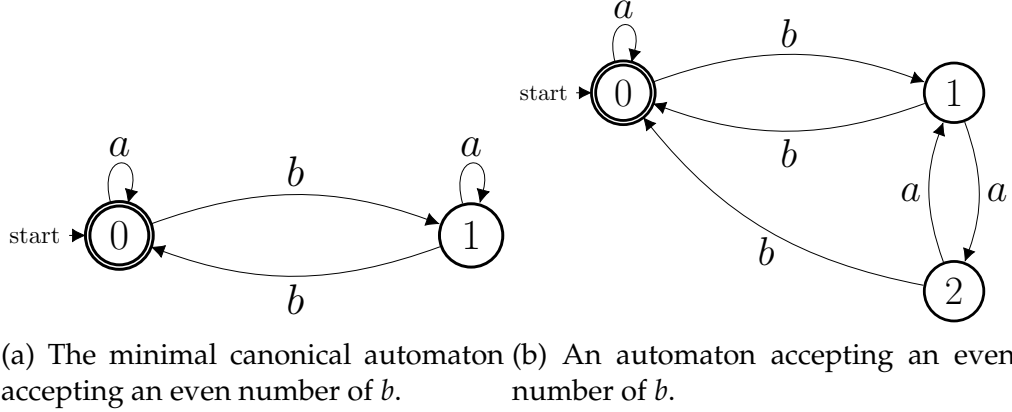 a
b
start
0
1
b
b
a
a
b
2
a
a
b
start
0
1
b
(a) The minimal canonical automaton
accepting an even number of b.
(b) An automaton accepting an even
number of b.